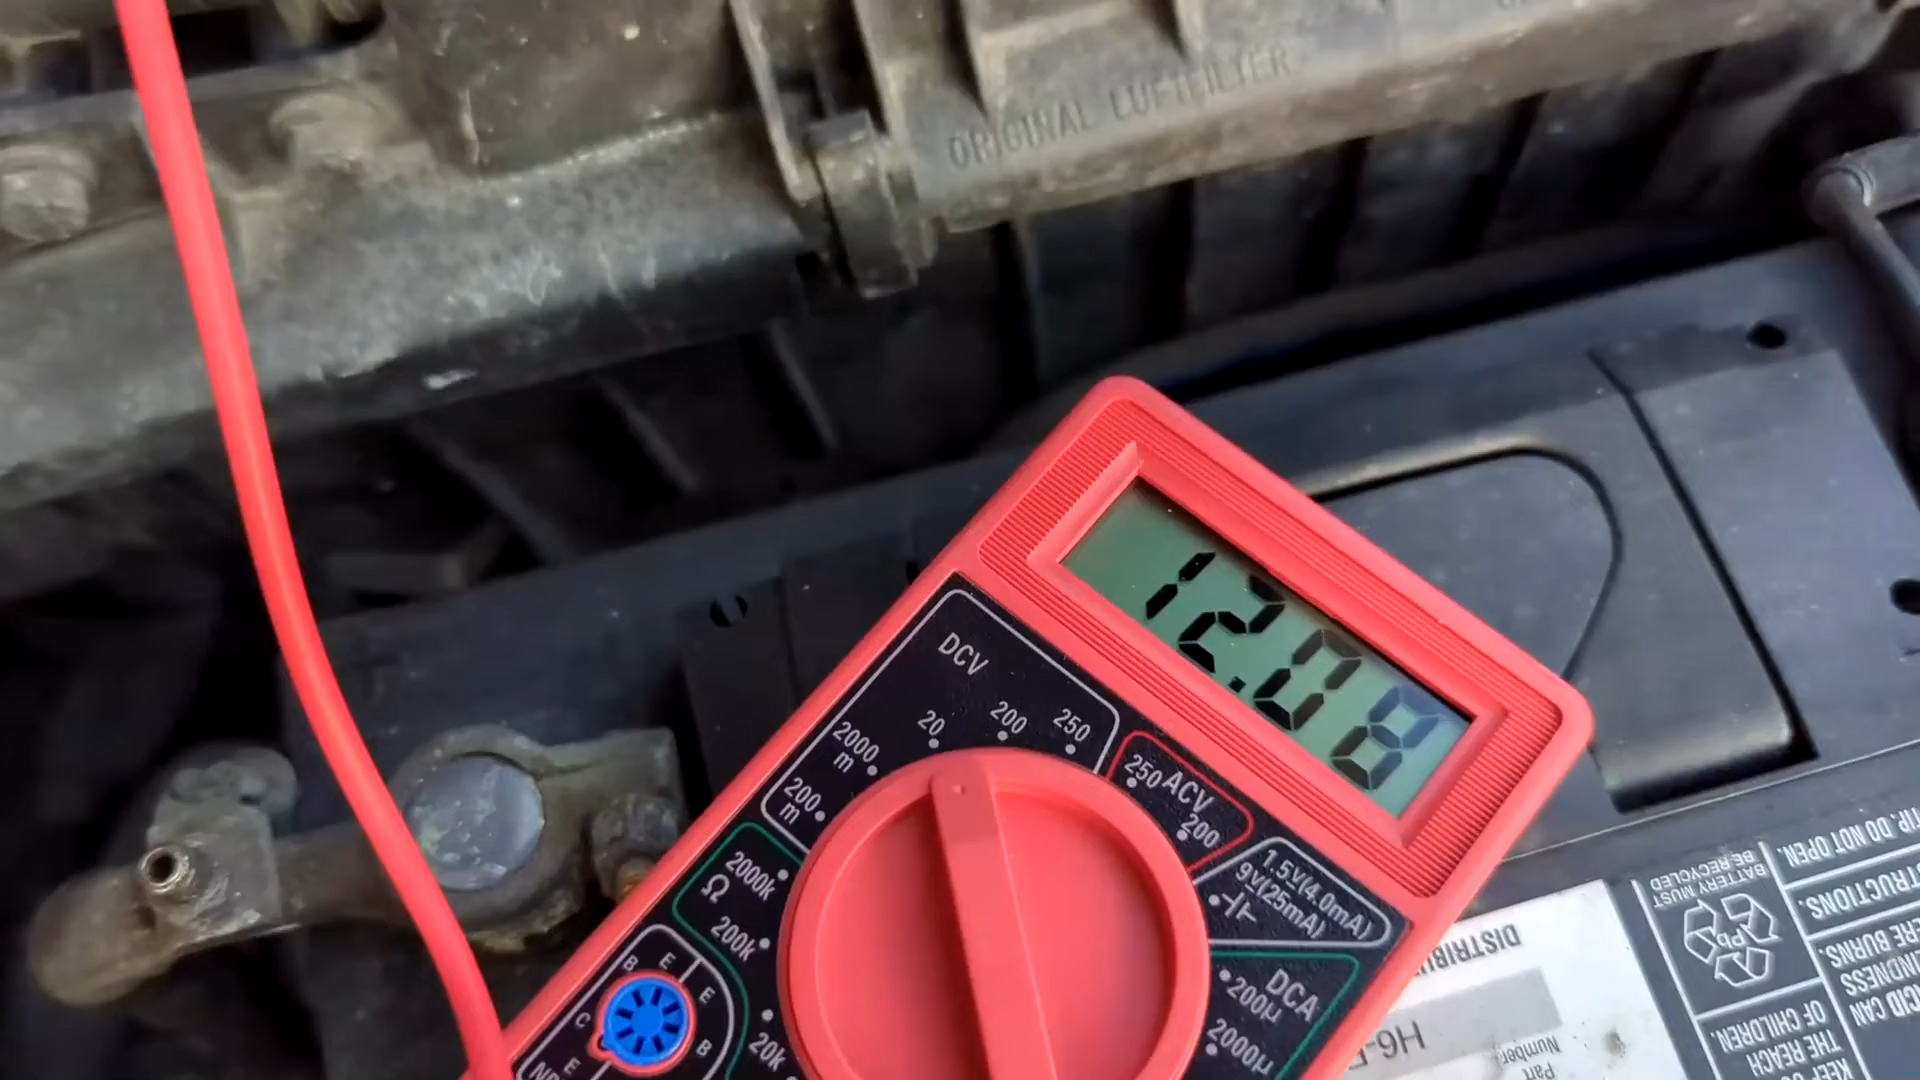 ORIGINAL LUFTFILTER
12.08
DCV
200
m
2000
m
20
200
250
250 ACV
200
1.5V(4.0mA)
9V(25mA)
DCA
200µ
2000µ
2000k
Ω
200k
20k
B
E
E
C
B
E
TIP. DO NOT OPEN.
BATTERY MUST
BE RECYCLED
Pb
OF CHILDREN.
THE REACH
Part
Number
H6-